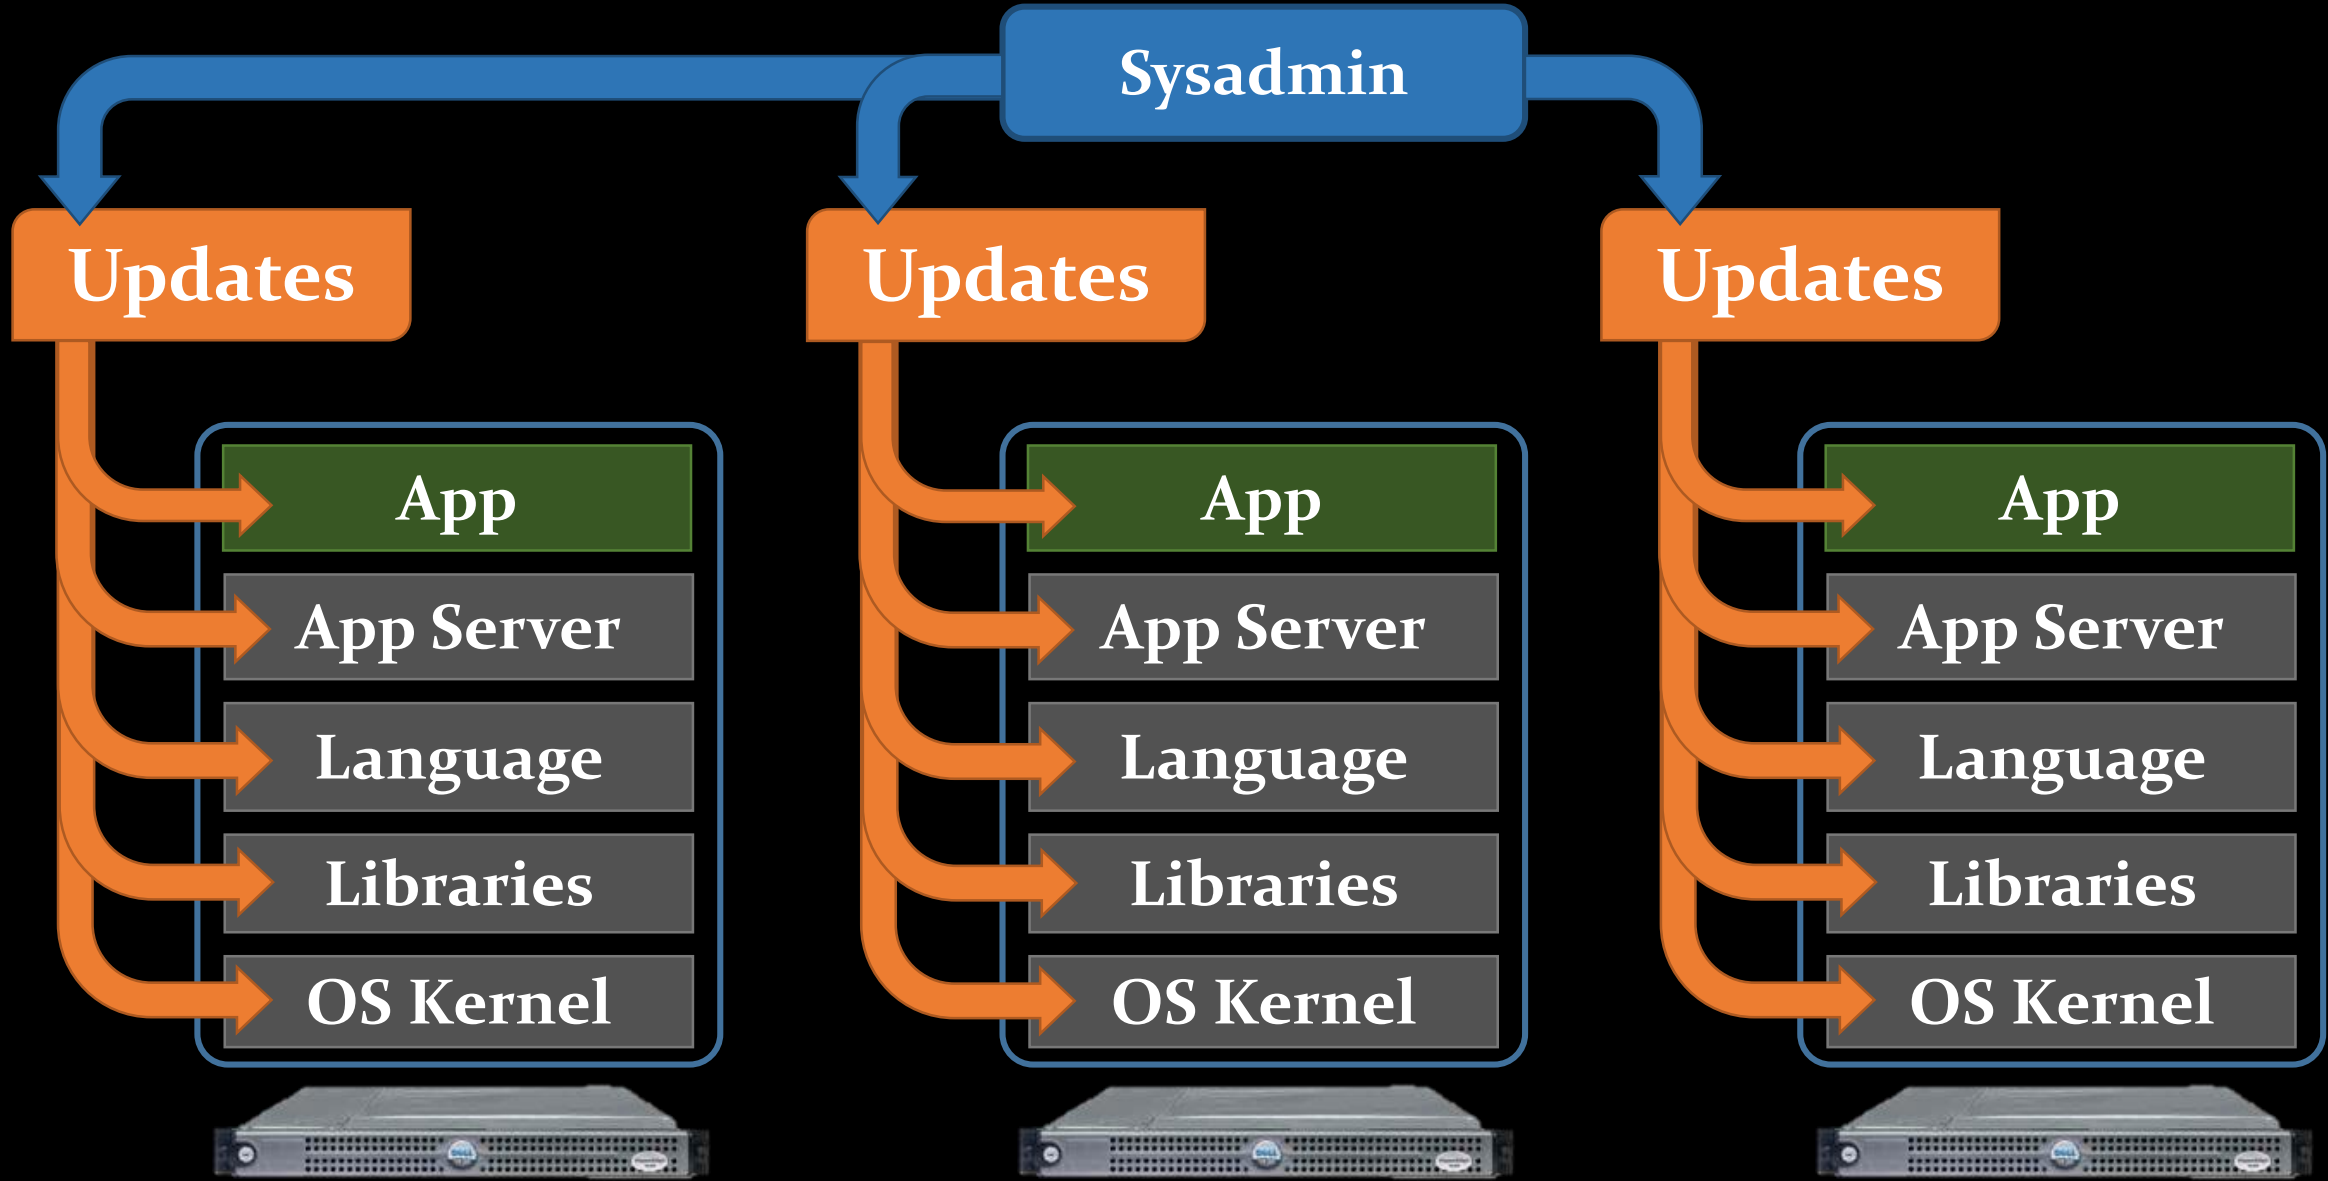 Sysadmin
Updates
Updates
Updates
App
App Server
Language
Libraries
OS Kernel
App
App Server
Language
Libraries
OS Kernel
App
App Server
Language
Libraries
OS Kernel
DELL